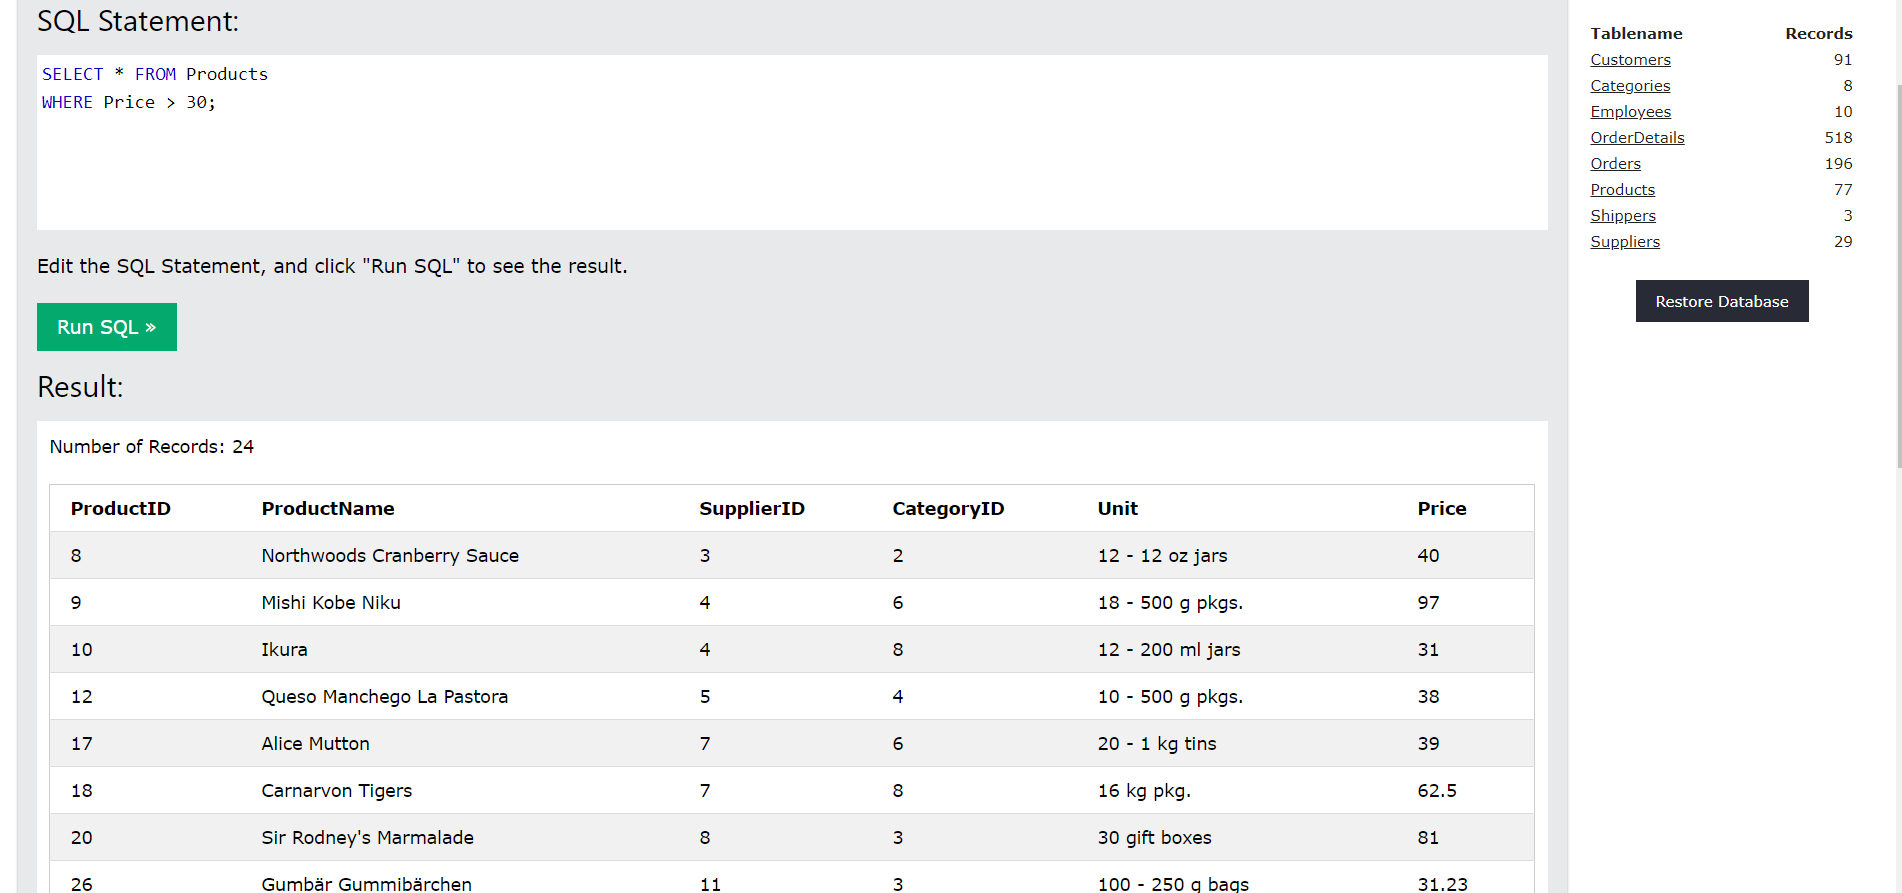 SQL Statement:
SELECT * FROM Products
WHERE Price > 30;
Edit the SQL Statement, and click "Run SQL" to see the result.
Run SQL »
Result:
Number of Records: 24
ProductID ProductName SupplierID CategoryID Unit Price
8 Northwoods Cranberry Sauce 3 2 12 - 12 oz jars 40
9 Mishi Kobe Niku 4 6 18 - 500 g pkgs. 97
10 Ikura 4 8 12 - 200 ml jars 31
12 Queso Manchego La Pastora 5 4 10 - 500 g pkgs. 38
17 Alice Mutton 7 6 20 - 1 kg tins 39
18 Carnarvon Tigers 7 8 16 kg pkg. 62.5
20 Sir Rodney's Marmalade 8 3 30 gift boxes 81
26 Gumbär Gummibärchen 11 3 100 - 250 g bags 31.23
Tablename Records
Customers 91
Categories 8
Employees 10
OrderDetails 518
Orders 196
Products 77
Shippers 3
Suppliers 29
Restore Database